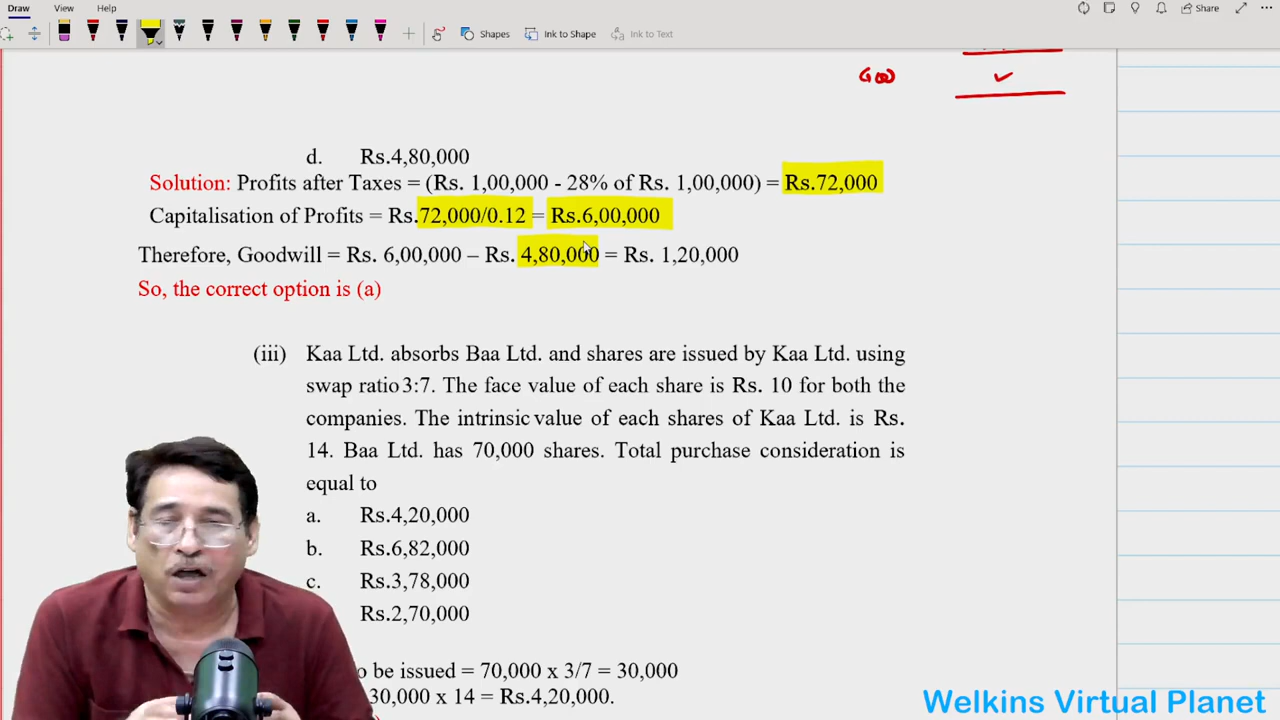 Draw View Help
Share
Shapes Ink to Shape Ink to Text
d. Rs.4,80,000
Solution: Profits after Taxes = (Rs. 1,00,000 - 28% of Rs. 1,00,000) = Rs.72,000
Capitalisation of Profits = Rs.72,000/0.12 = Rs.6,00,000
Therefore, Goodwill = Rs. 6,00,000 – Rs. 4,80,000 = Rs. 1,20,000
So, the correct option is (a)
(iii) Kaa Ltd. absorbs Baa Ltd. and shares are issued by Kaa Ltd. using
swap ratio 3:7. The face value of each share is Rs. 10 for both the
companies. The intrinsic value of each shares of Kaa Ltd. is Rs.
14. Baa Ltd. has 70,000 shares. Total purchase consideration is
equal to
a. Rs.4,20,000
b. Rs.6,82,000
c. Rs.3,78,000
Rs.2,70,000
o be issued = 70,000 x 3/7 = 30,000
30,000 x 14 = Rs.4,20,000.
Welkins Virtual Planet